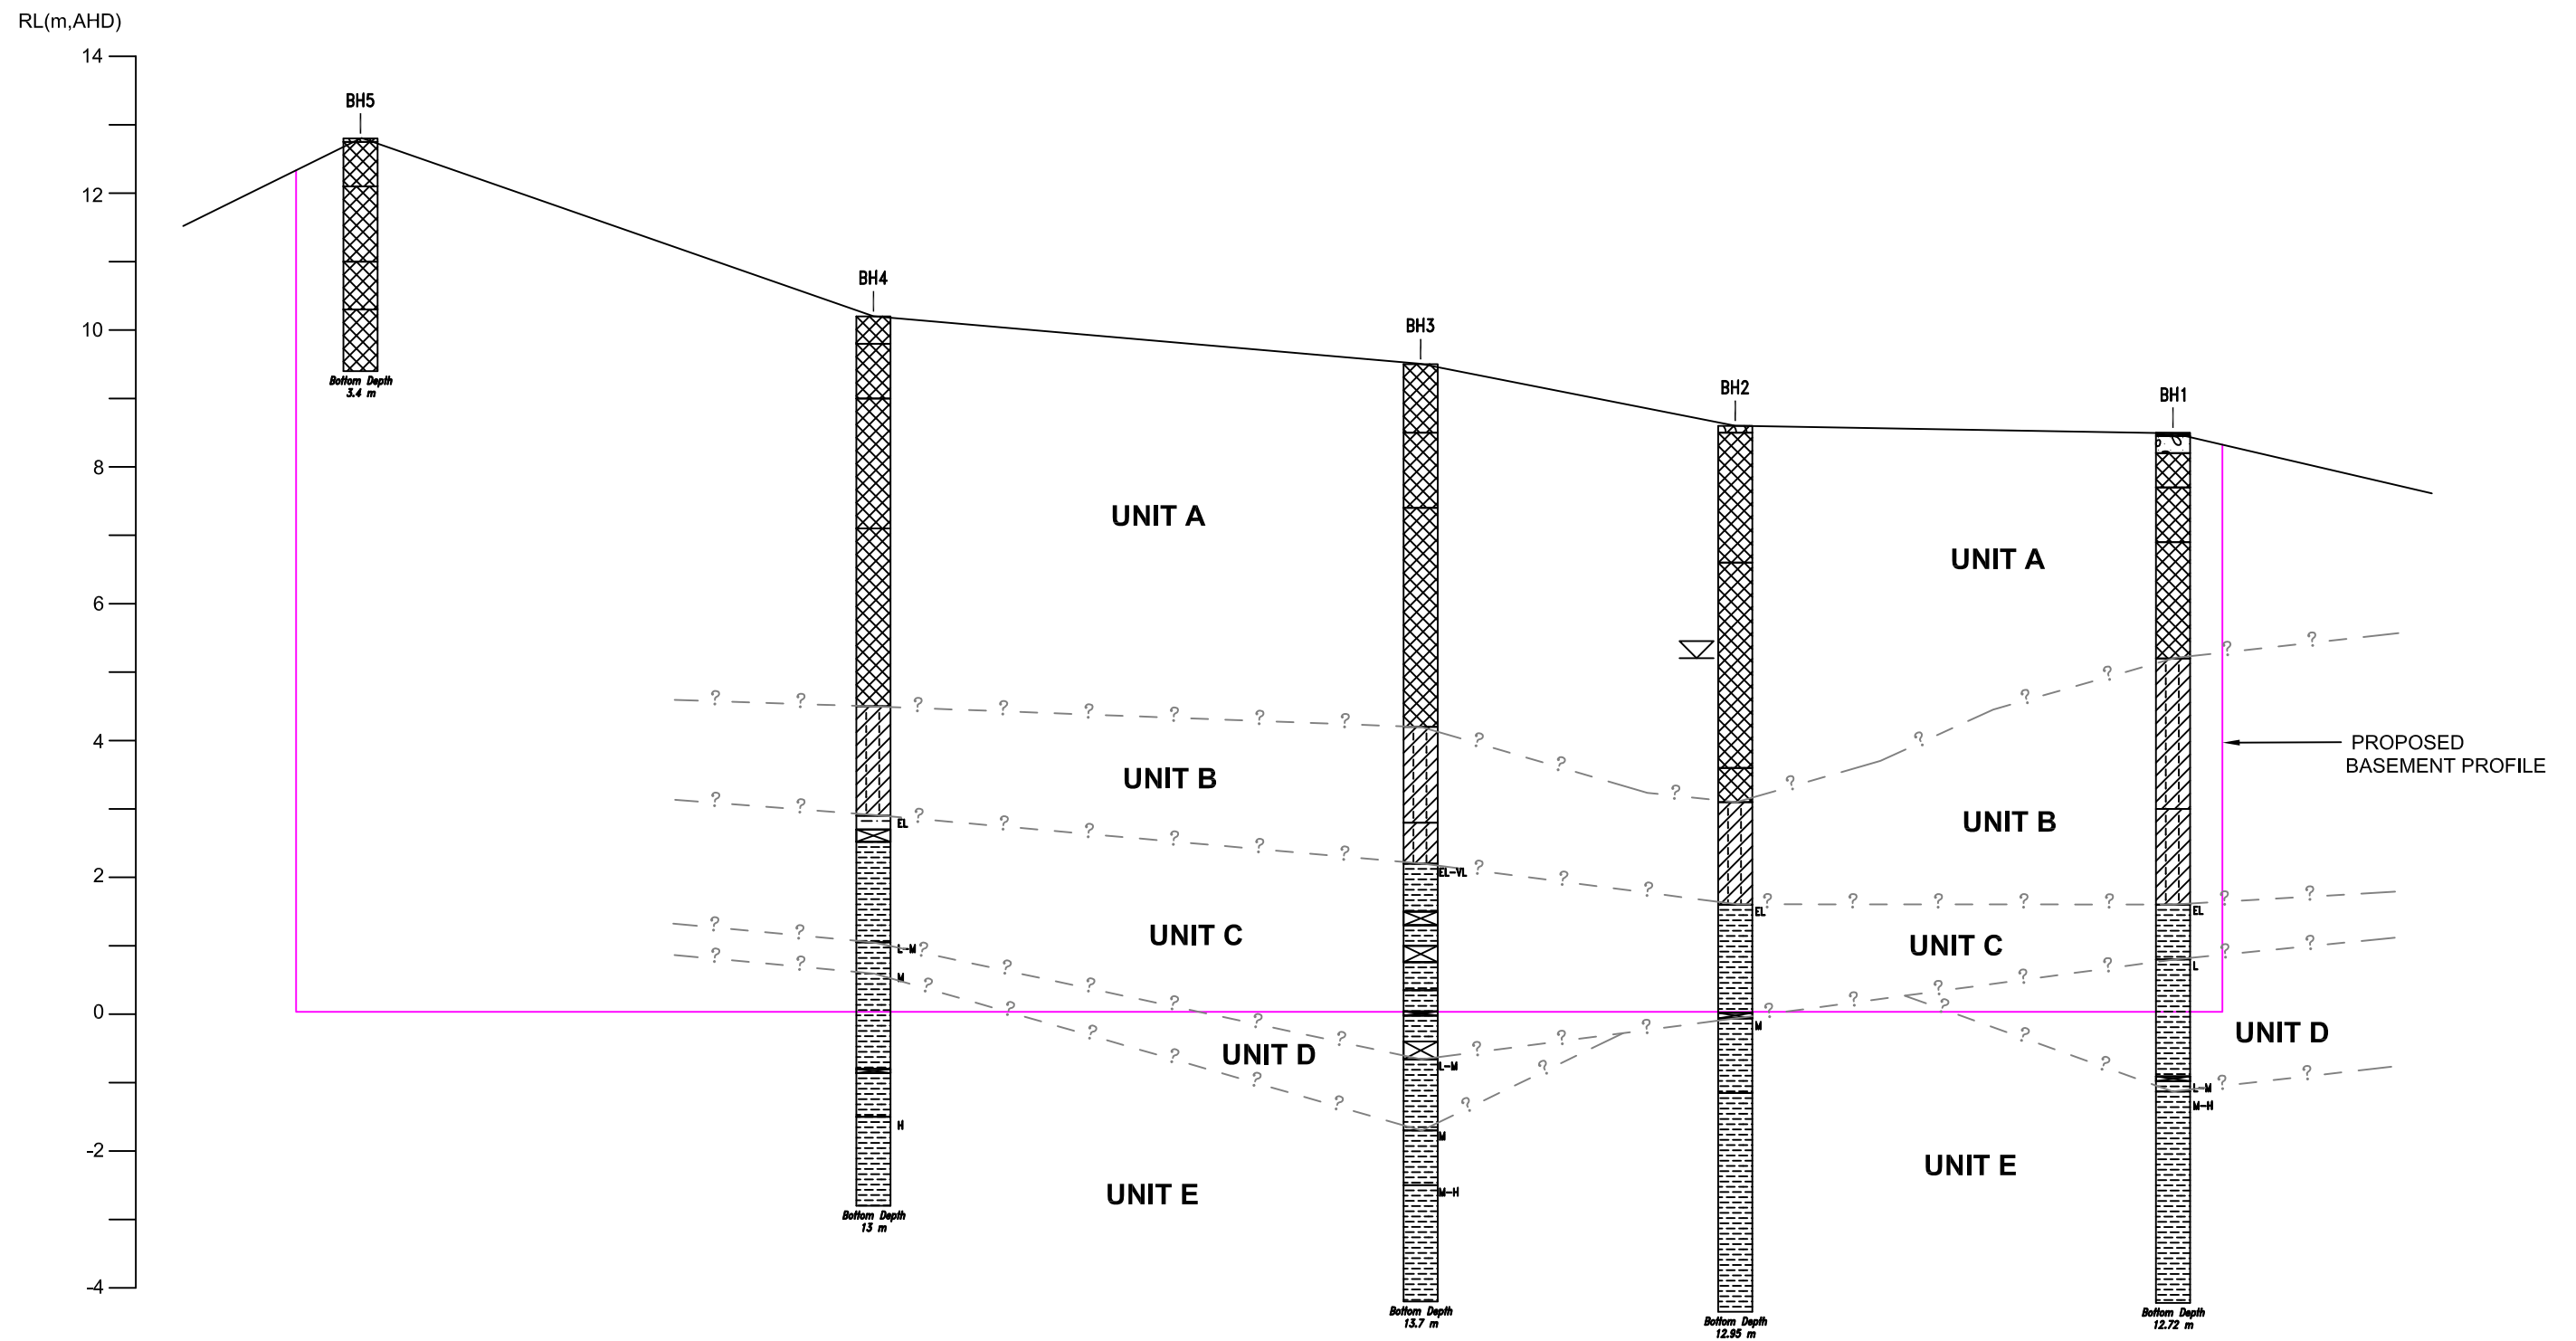 RL(m,AHD)
14
BH5
12
BH4
10
BH3
Bottom Depth
3.4 m
BH2
BH1
8
UNIT A
UNIT A
6
?
4
PROPOSED
BASEMENT PROFILE
UNIT B
UNIT B
EL
2
EL-VL
EL
EL
UNIT C
UNIT C
L-M
L
M
0
M
UNIT D
UNIT D
L-M
L-M
M-H
H
M
-2
UNIT E
UNIT E
M-H
Bottom Depth
13 m
-4
Bottom Depth
13.7 m
Bottom Depth
12.95 m
Bottom Depth
12.72 m